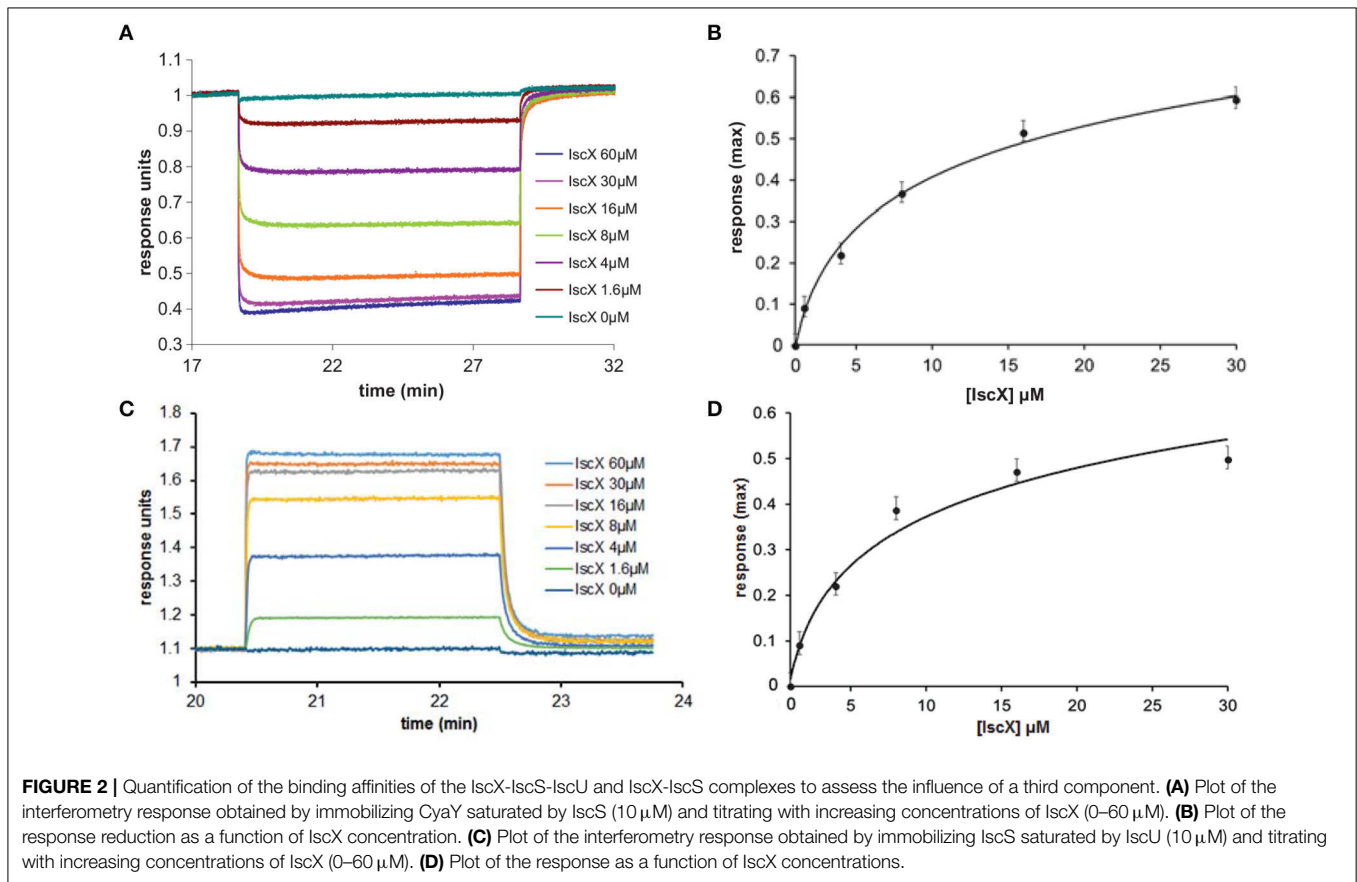 A
1.1
1
0.9
0.8
0.7
0.6
0.5
0.4
0.3
response units
17
22
27
32
time (min)
IscX 60µM
IscX 30µM
IscX 16µM
IscX 8µM
IscX 4µM
IscX 1.6µM
IscX 0µM
B
0.7
0.6
0.5
0.4
0.3
0.2
0.1
0
response (max)
0
5
10
15
20
25
30
[IscX] µM
C
1.8
1.7
1.6
1.5
1.4
1.3
1.2
1.1
1
response units
20
21
22
23
24
time (min)
IscX 60µM
IscX 30µM
IscX 16µM
IscX 8µM
IscX 4µM
IscX 1.6µM
IscX 0µM
D
0.6
0.5
0.4
0.3
0.2
0.1
0
response (max)
0
5
10
15
20
25
30
[IscX] µM
FIGURE 2 | Quantification of the binding affinities of the IscX-IscS-IscU and IscX-IscS complexes to assess the influence of a third component. (A) Plot of the
interferometry response obtained by immobilizing CyaY saturated by IscS (10 µM) and titrating with increasing concentrations of IscX (0–60 µM). (B) Plot of the
response reduction as a function of IscX concentration. (C) Plot of the interferometry response obtained by immobilizing IscS saturated by IscU (10 µM) and titrating
with increasing concentrations of IscX (0–60 µM). (D) Plot of the response as a function of IscX concentrations.